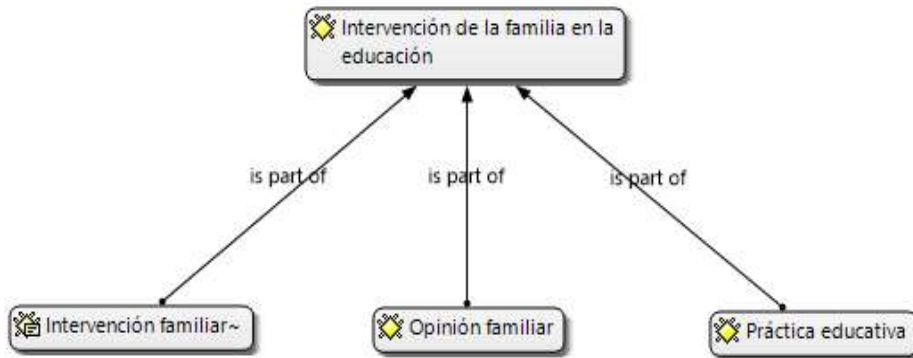 Intervención de la familia en la
educación
is part of
is part of
is part of
Intervención familiar~
Opinión familiar
Práctica educativa